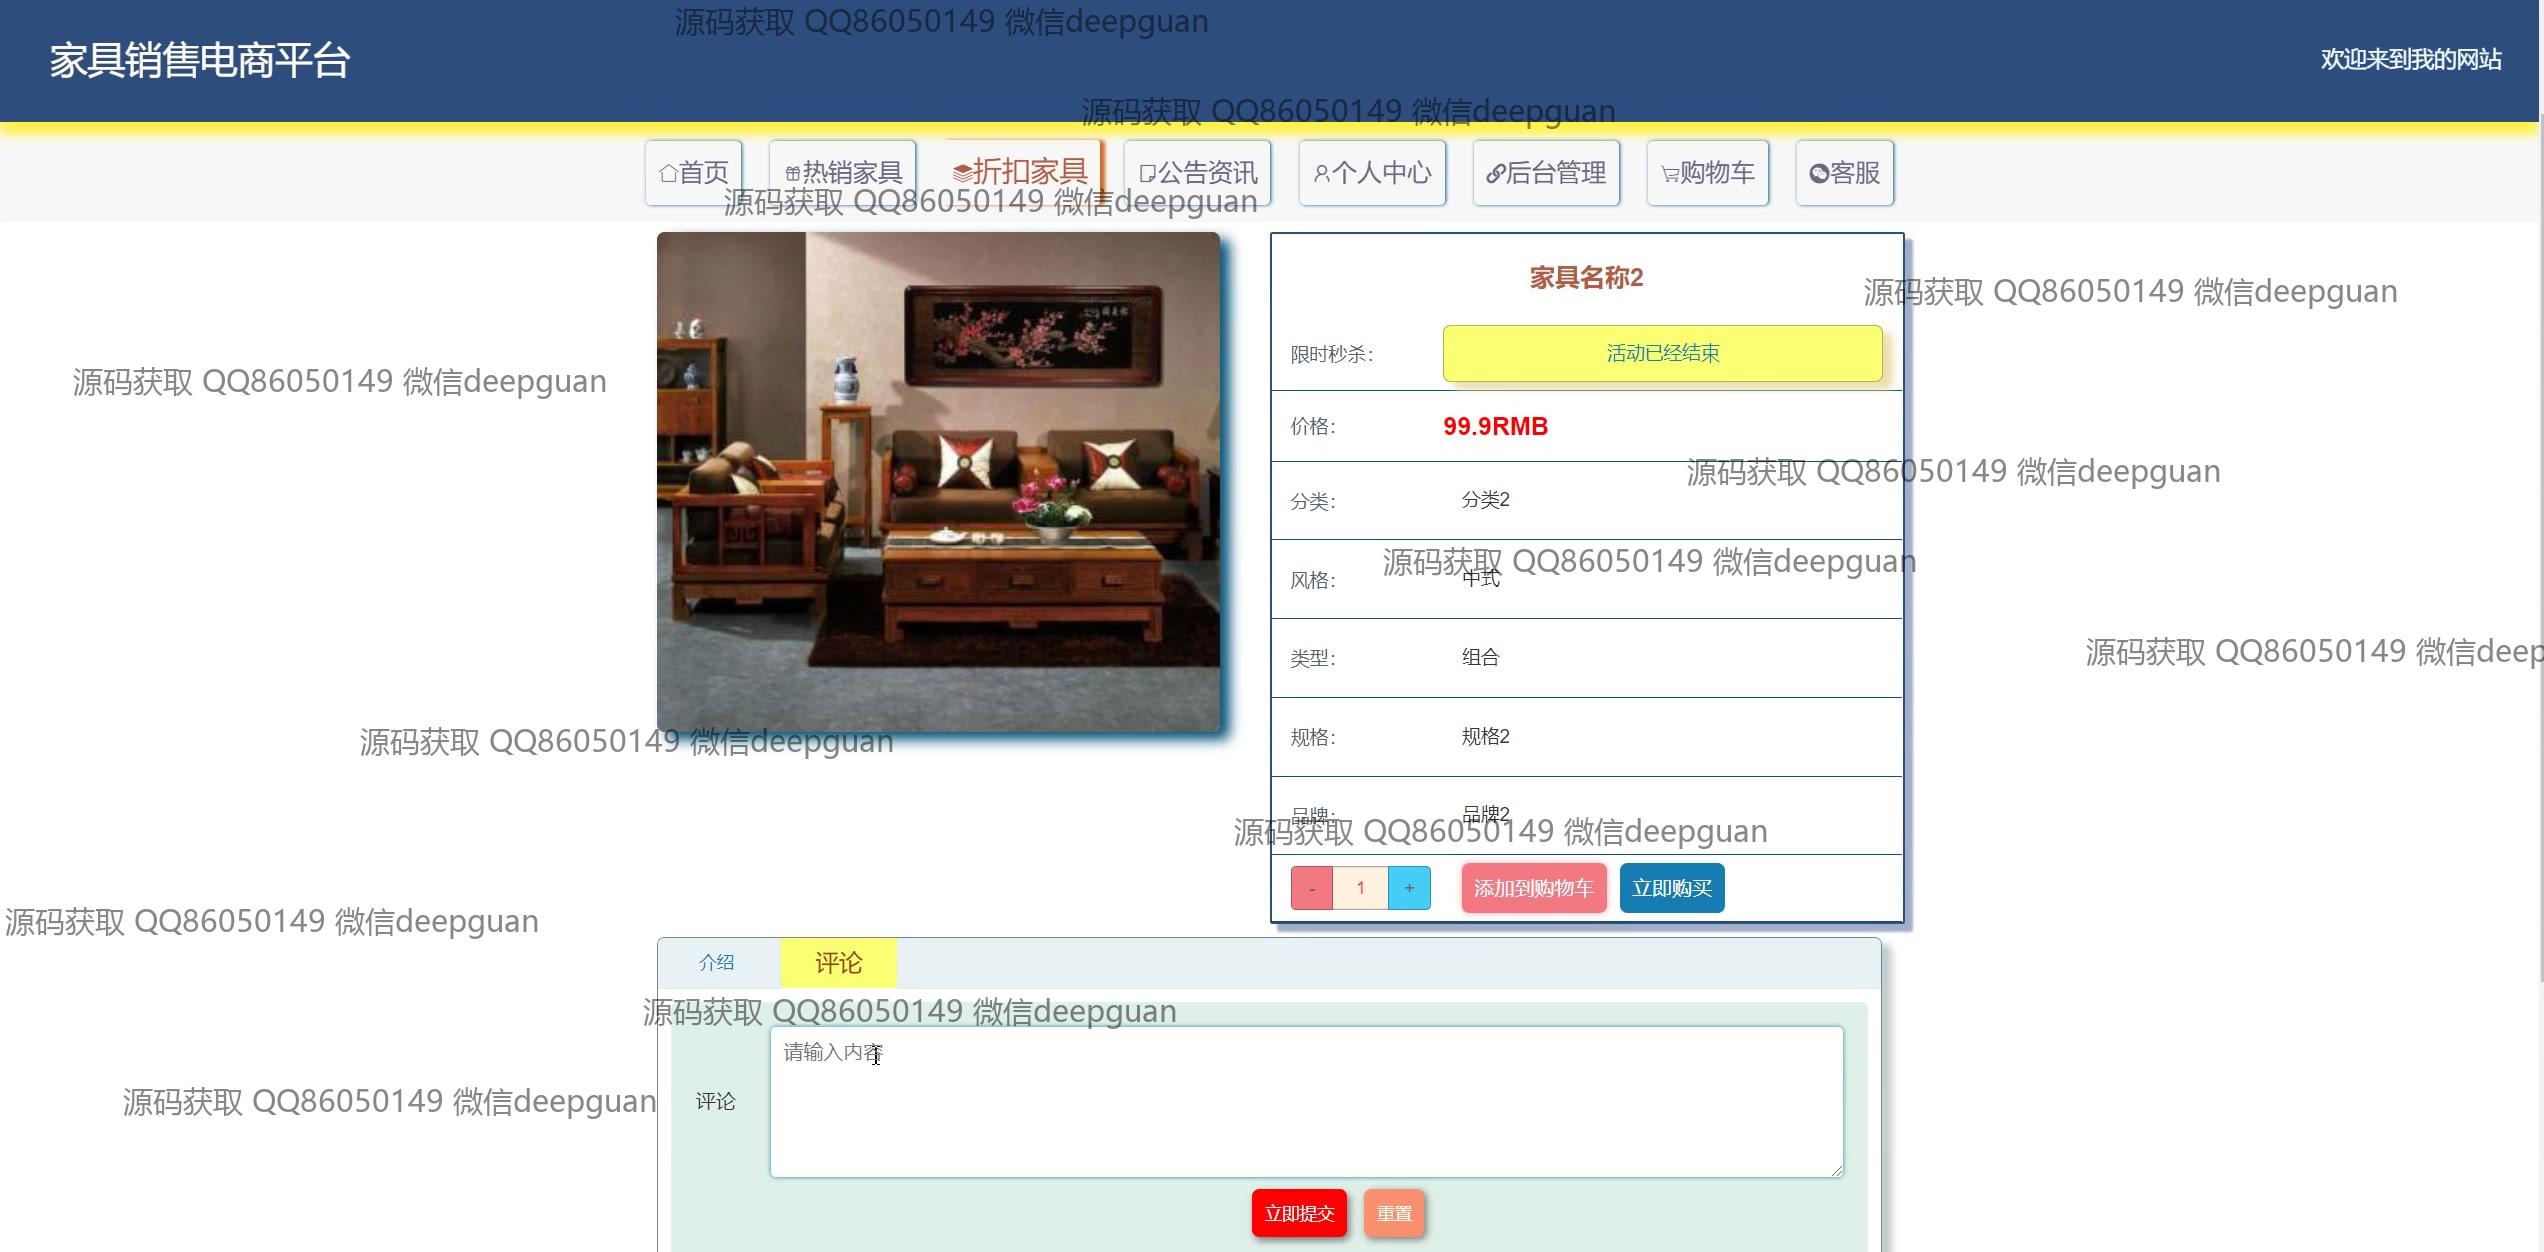 源码获取 QQ86050149 微信deepguan
家具销售电商平台
欢迎来到我的网站
源码获取 QQ86050149 微信deepguan
首页
热销家具
折扣家具
公告资讯
个人中心
后台管理
购物车
客服
源码获取 QQ86050149 微信deepguan
家具名称2
源码获取 QQ86050149 微信deepguan
限时秒杀：
活动已经结束
源码获取 QQ86050149 微信deepguan
价格：
99.9RMB
源码获取 QQ86050149 微信deepguan
分类：
分类2
源码获取 QQ86050149 微信deepguan
风格：
中式
源码获取 QQ86050149 微信deep
类型：
组合
规格：
规格2
源码获取 QQ86050149 微信deepguan
品牌：
品牌2
源码获取 QQ86050149 微信deepguan
- 1 +
添加到购物车
立即购买
源码获取 QQ86050149 微信deepguan
介绍
评论
源码获取 QQ86050149 微信deepguan
请输入内容
评论
源码获取 QQ86050149 微信deepguan
立即提交
重置